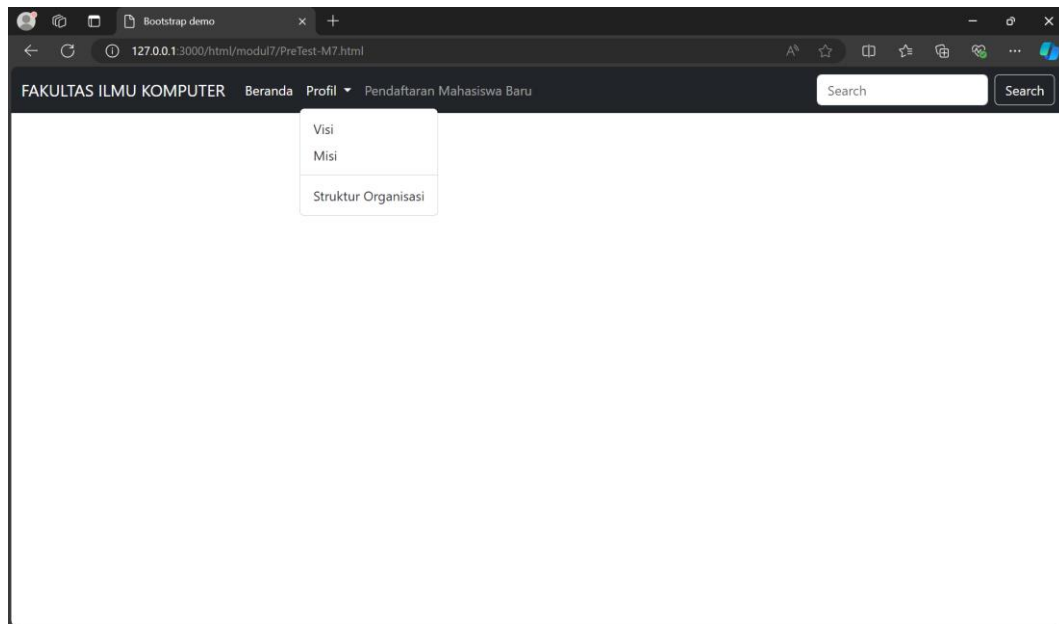 Bootstrap demo
127.0.0.1:3000/html/modul7/PreTest-M7.html
FAKULTAS ILMU KOMPUTER Beranda Profil Pendaftaran Mahasiswa Baru Search Search
Visi
Misi
Struktur Organisasi